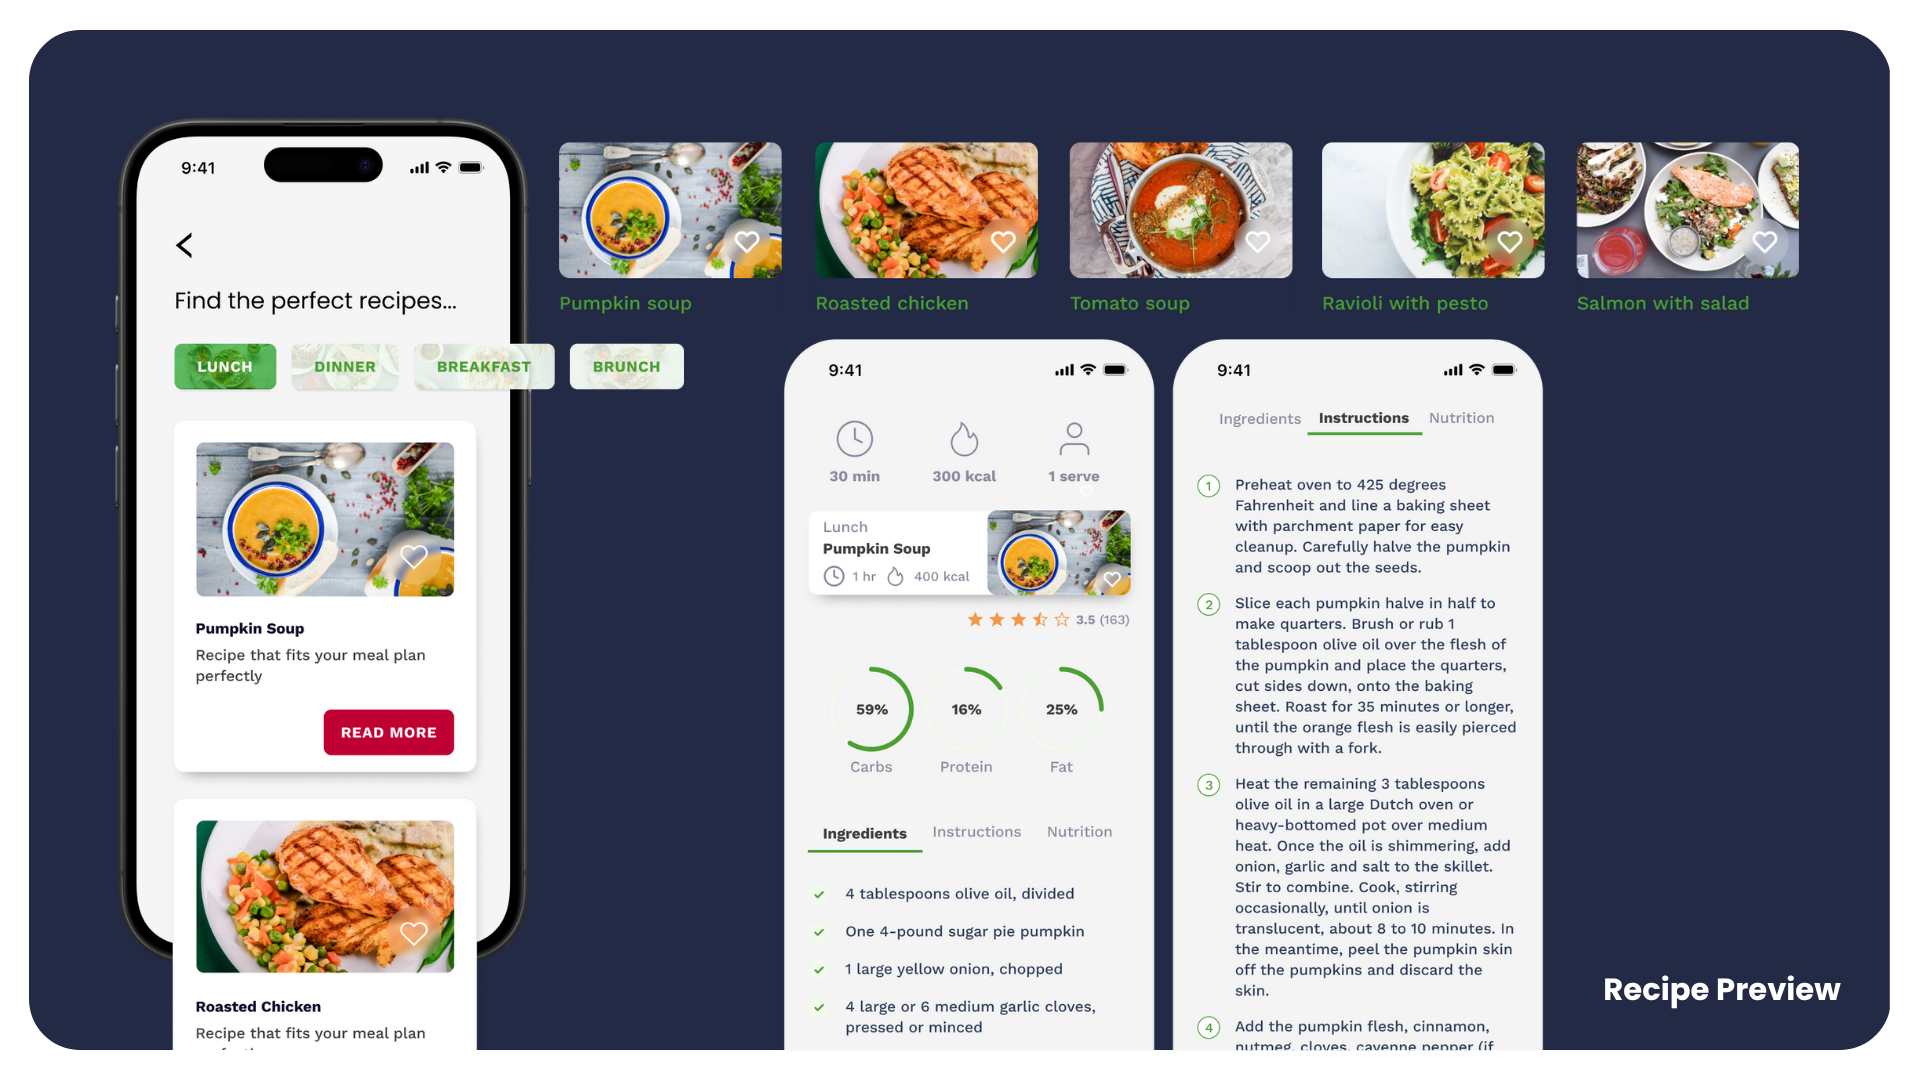 9:41
Find the perfect recipes...
LUNCH
DINNER
BREAKFAST
BRUNCH
Pumpkin Soup
Recipe that fits your meal plan
perfectly
READ MORE
Roasted Chicken
Recipe that fits your meal plan
Pumpkin soup
Roasted chicken
Tomato soup
Ravioli with pesto
Salmon with salad
9:41
30 min
300 kcal
1 serve
Lunch
Pumpkin Soup
1 hr
400 kcal
3.5 (163)
59%
16%
25%
Carbs
Protein
Fat
Ingredients
Instructions
Nutrition
4 tablespoons olive oil, divided
One 4-pound sugar pie pumpkin
1 large yellow onion, chopped
4 large or 6 medium garlic cloves,
pressed or minced
9:41
Ingredients
Instructions
Nutrition
1 Preheat oven to 425 degrees
Fahrenheit and line a baking sheet
with parchment paper for easy
cleanup. Carefully halve the pumpkin
and scoop out the seeds.
2 Slice each pumpkin halve in half to
make quarters. Brush or rub 1
tablespoon olive oil over the flesh of
the pumpkin and place the quarters,
cut sides down, onto the baking
sheet. Roast for 35 minutes or longer,
until the orange flesh is easily pierced
through with a fork.
3 Heat the remaining 3 tablespoons
olive oil in a large Dutch oven or
heavy-bottomed pot over medium
heat. Once the oil is shimmering, add
onion, garlic and salt to the skillet.
Stir to combine. Cook, stirring
occasionally, until onion is
translucent, about 8 to 10 minutes. In
the meantime, peel the pumpkin skin
off the pumpkins and discard the
skin.
4 Add the pumpkin flesh, cinnamon,
nutmeg, cloves, cayenne pepper (if
Recipe Preview